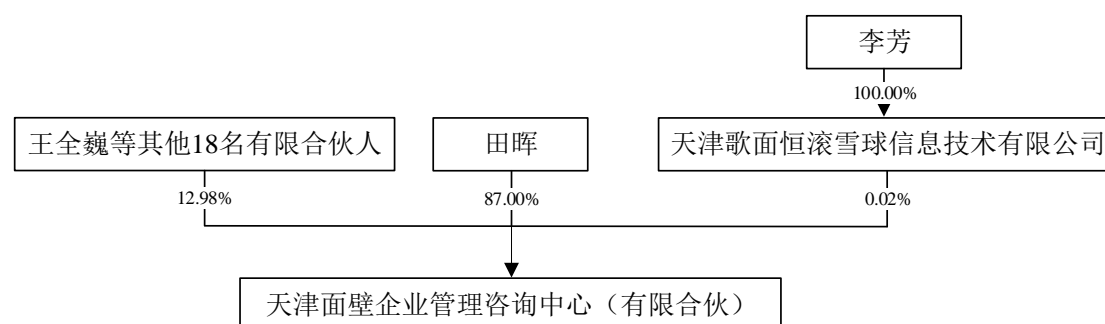 李芳
100.00%
王全巍等其他18名有限合伙人
田晖
天津歌面恒滚雪球信息技术有限公司
12.98%
87.00%
0.02%
天津面壁企业管理咨询中心（有限合伙）